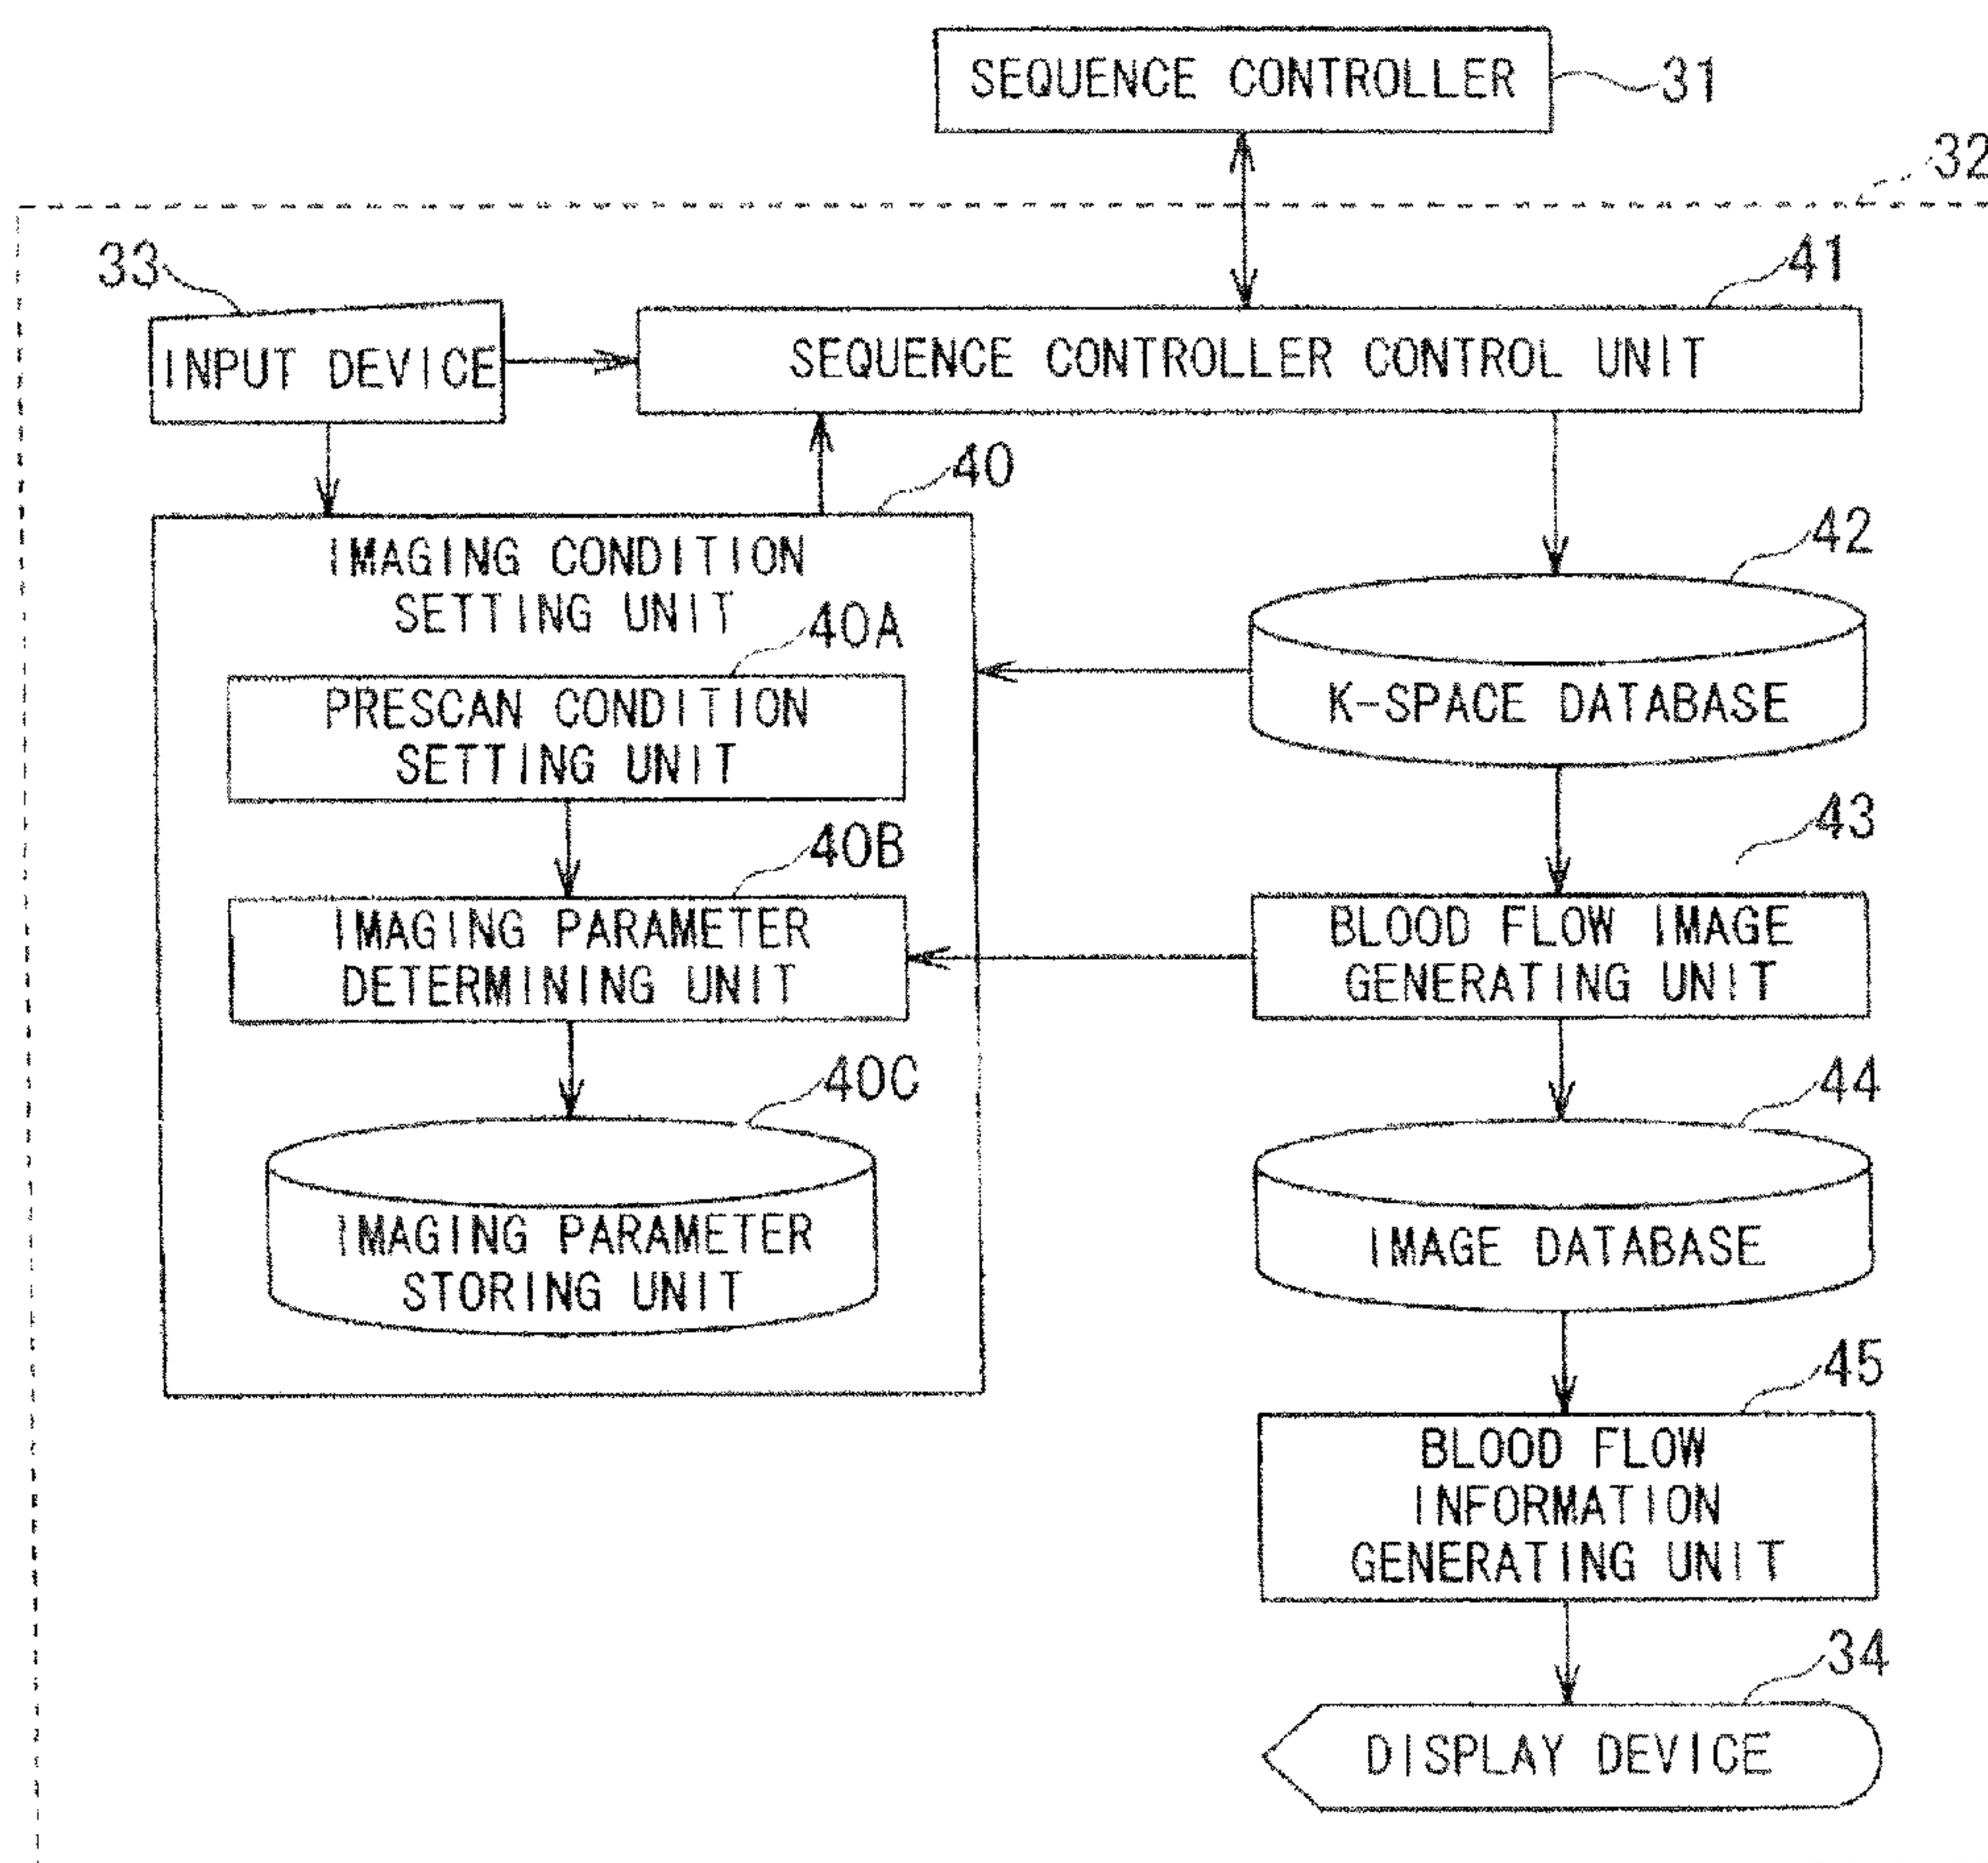 SEQUENCE CONTROLLER
31
32
33
41
INPUT DEVICE
SEQUENCE CONTROLLER CONTROL UNIT
40
IMAGING CONDITION
SETTING UNIT
42
40A
PRESCAN CONDITION
SETTING UNIT
K-SPACE DATABASE
43
40B
IMAGING PARAMETER
DETERMINING UNIT
BLOOD FLOW IMAGE
GENERATING UNIT
40C
44
IMAGING PARAMETER
STORING UNIT
IMAGE DATABASE
45
BLOOD FLOW
INFORMATION
GENERATING UNIT
34
DISPLAY DEVICE